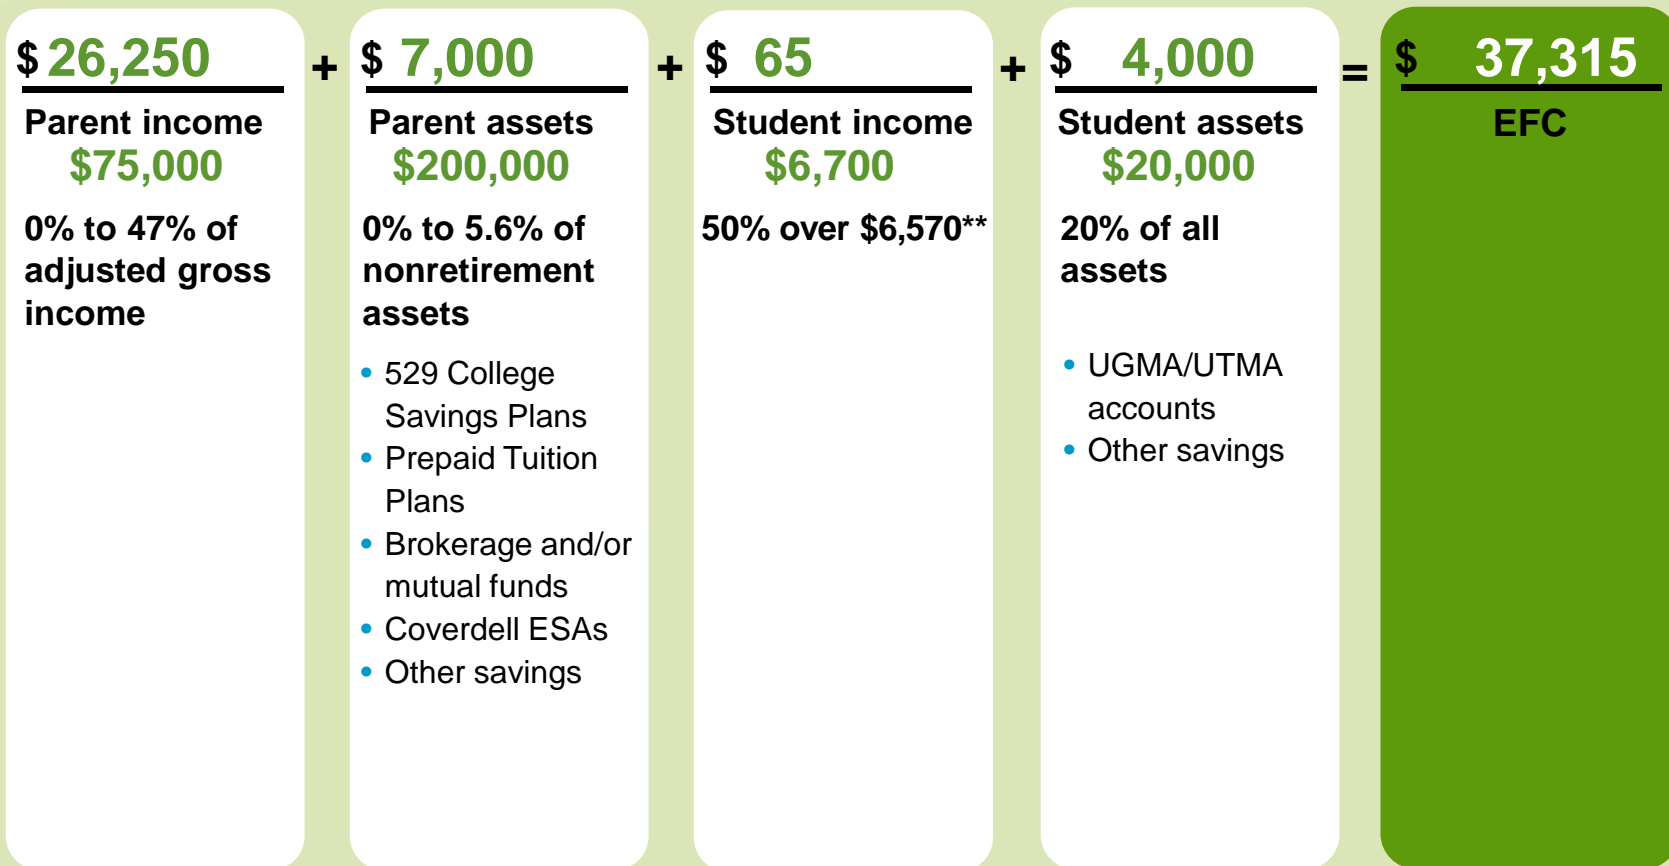 $ 26,250
Parent income
$75,000
0% to 47% of
adjusted gross
income
+
$ 7,000
Parent assets
$200,000
0% to 5.6% of
nonretirement
assets
• 529 College
Savings Plans
• Prepaid Tuition
Plans
• Brokerage and/or
mutual funds
• Coverdell ESAs
• Other savings
+
$ 65
Student income
$6,700
50% over $6,570**
+
$ 4,000
Student assets
$20,000
20% of all
assets
• UGMA/UTMA
accounts
• Other savings
=
$ 37,315
EFC